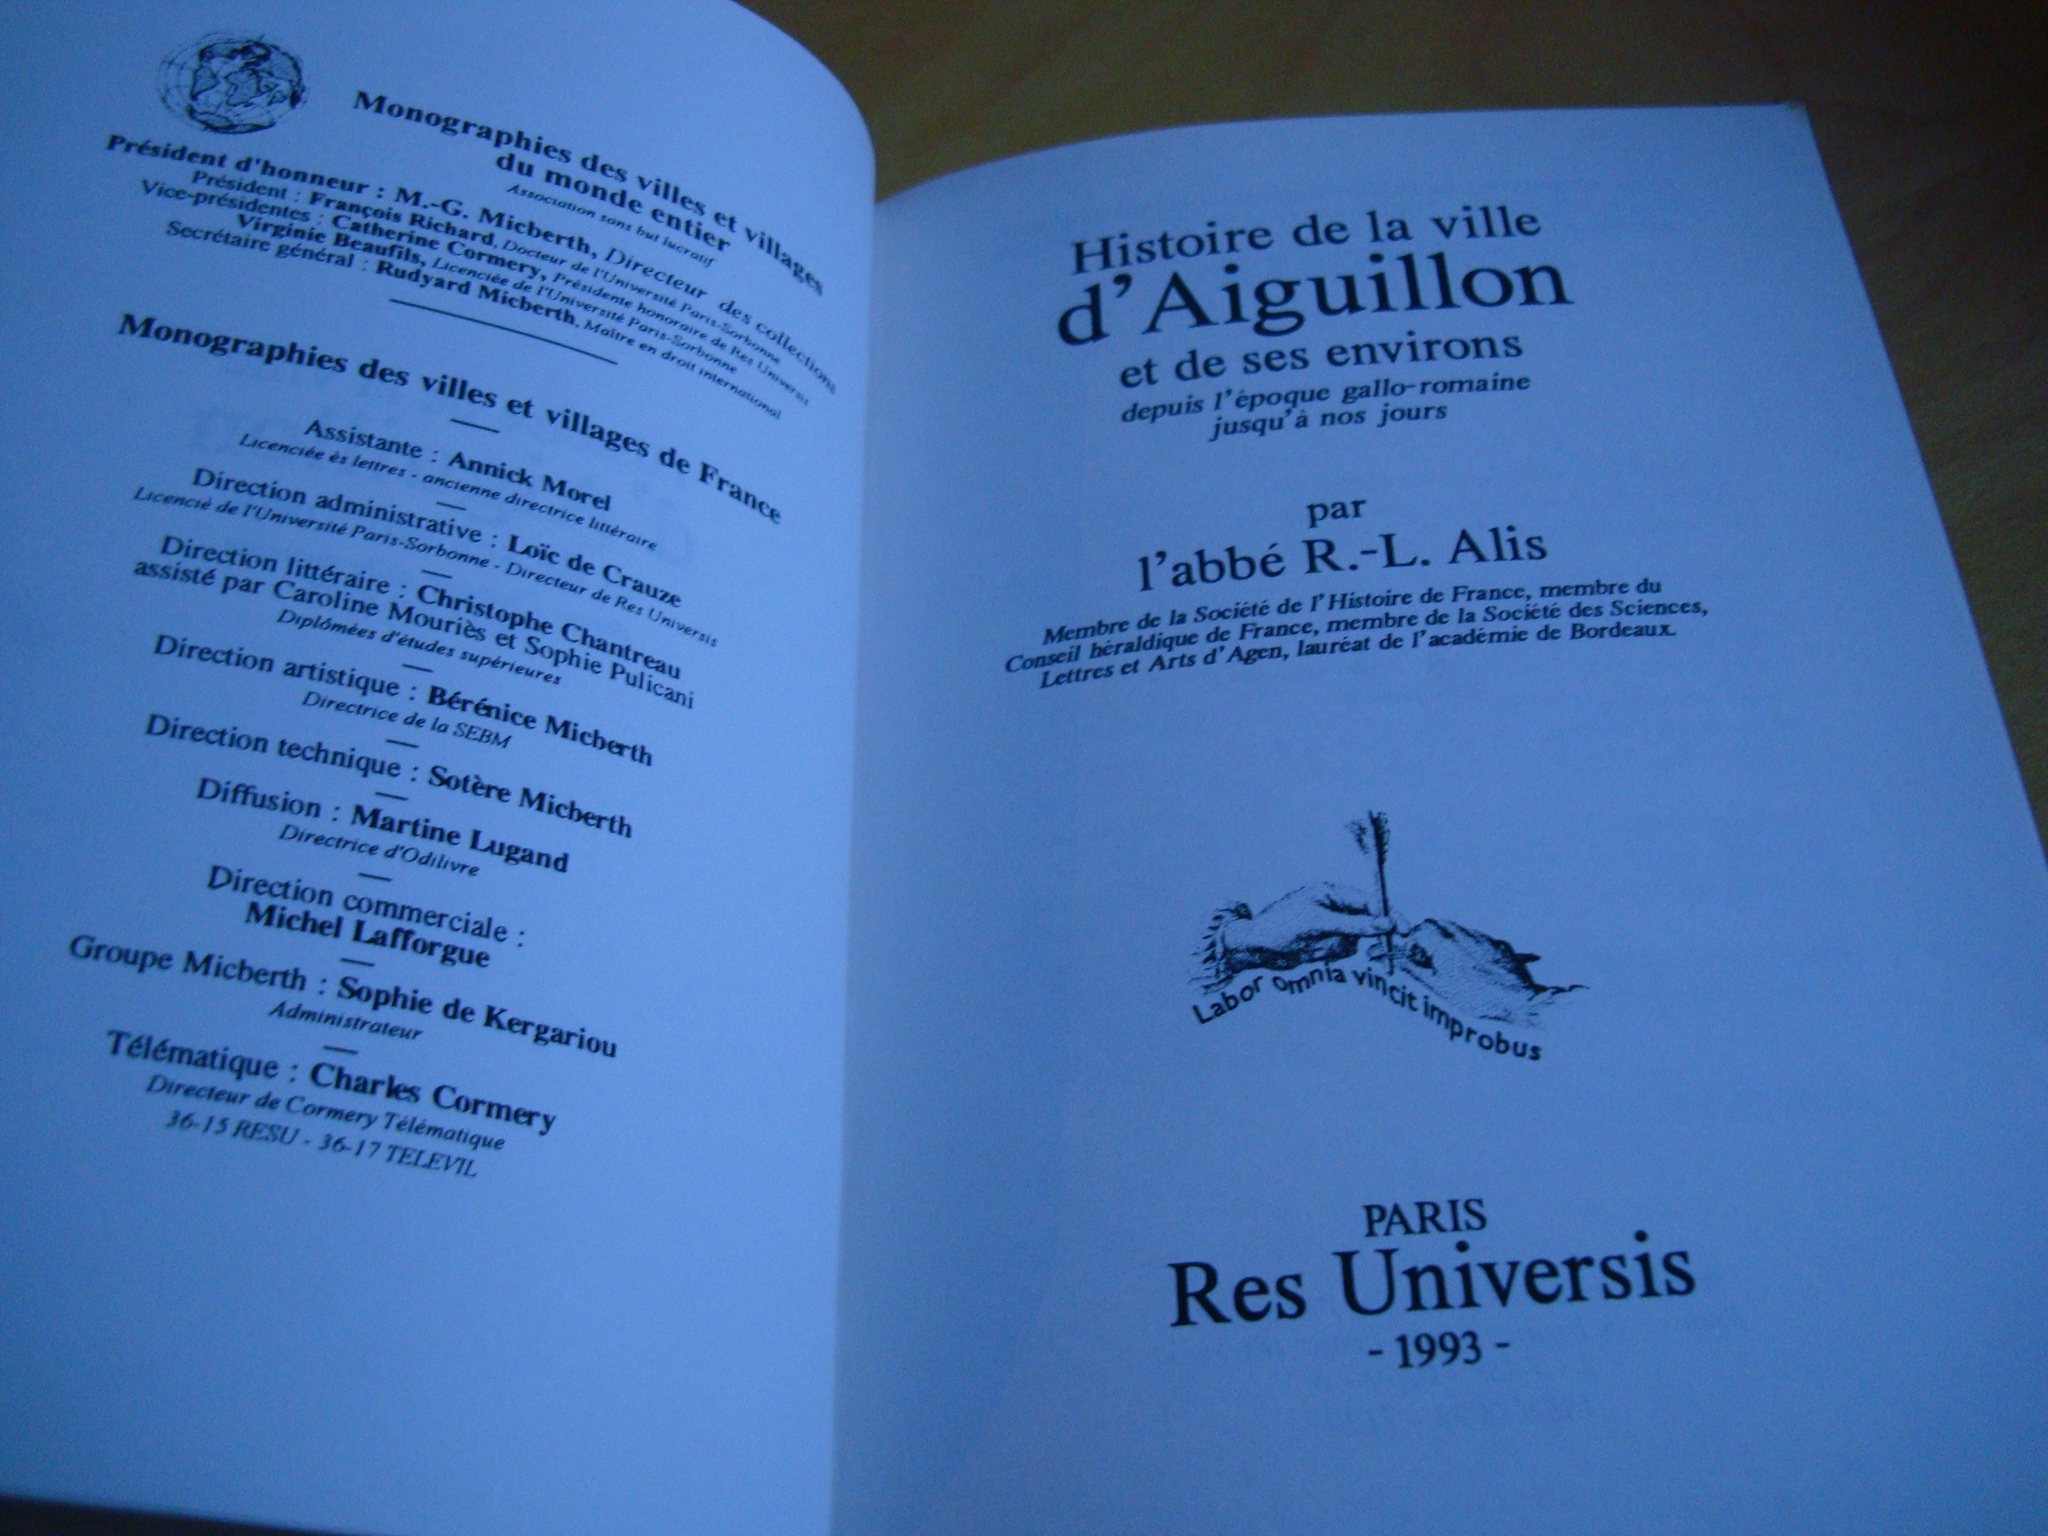 Monographies des villes et villages
du monde entier
Association sans but lucratif
Président d'honneur : M.-G. Micberth, Directeur des collections
Président : François Richard, Docteur de l'Université Paris-Sorbonne
Vice-présidentes : Catherine Cormery, Présidente honoraire de Res Universis
Virginie Beaufils, Licenciée de l'Université Paris-Sorbonne
Secrétaire général : Rudyard Micberth, Maître en droit international
Monographies des villes et villages de France
Assistante : Annick Morel
Licenciée ès lettres - ancienne directrice littéraire
Direction administrative : Loïc de Crauze
Licencié de l'Université Paris-Sorbonne - Directeur de Res Universis
Direction littéraire : Christophe Chantreau
assisté par Caroline Mouriès et Sophie Pulicani
Diplômées d'études supérieures
Direction artistique : Bérénice Micberth
Directrice de la SEBM
Direction technique : Sotère Micberth
Diffusion : Martine Lugand
Directrice d'Odilivre
Direction commerciale :
Michel Lafforgue
Groupe Micberth : Sophie de Kergariou
Administrateur
Télématique : Charles Cormery
Directeur de Cormery Télématique
36-15 RESU - 36-17 TELEVIL
Histoire de la ville
d'Aiguillon
et de ses environs
depuis l'époque gallo-romaine
jusqu'à nos jours
par
l'abbé R.-L. Alis
Membre de la Société de l'Histoire de France, membre du
Conseil héraldique de France, membre de la Société des Sciences,
Lettres et Arts d'Agen, lauréat de l'académie de Bordeaux.
Labor omnia vincit improbus
PARIS
Res Universis
- 1993 -